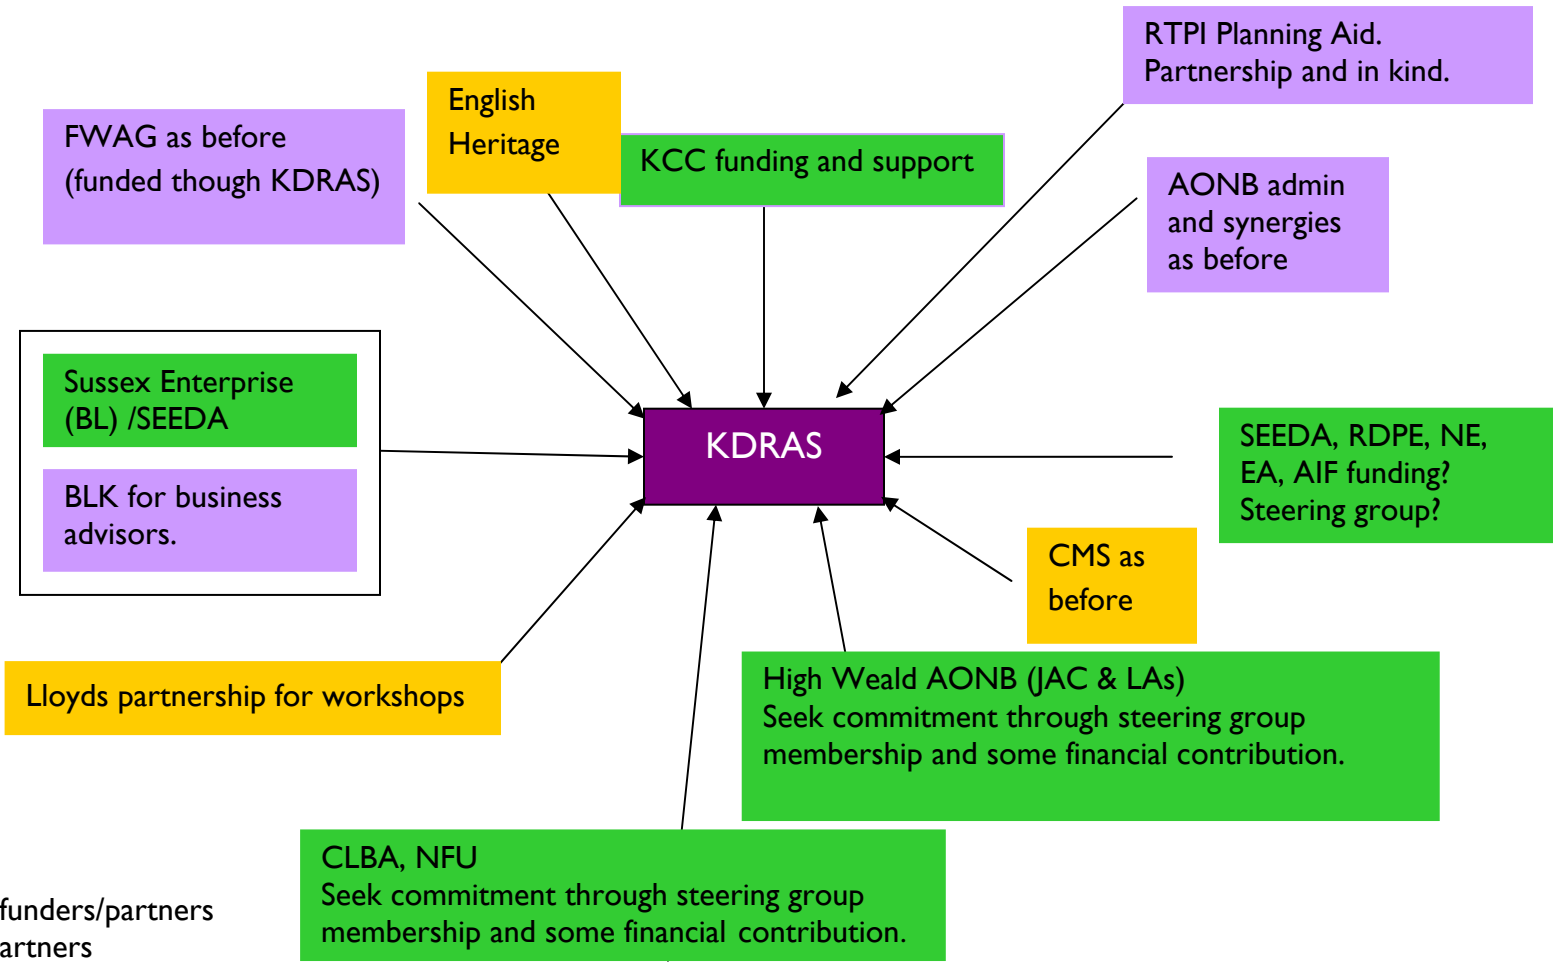 RTPI Planning Aid.
Partnership and in kind.
English
Heritage
FWAG as before
(funded though KDRAS)
KCC funding and support
AONB admin
and synergies
as before
Sussex Enterprise
(BL) /SEEDA
BLK for business
advisors.
KDRAS
SEEDA, RDPE, NE,
EA, AIF funding?
Steering group?
CMS as
before
Lloyds partnership for workshops
High Weald AONB (JAC & LAs)
Seek commitment through steering group
membership and some financial contribution.
CLBA, NFU
Seek commitment through steering group
membership and some financial contribution.
funders/partners
artners